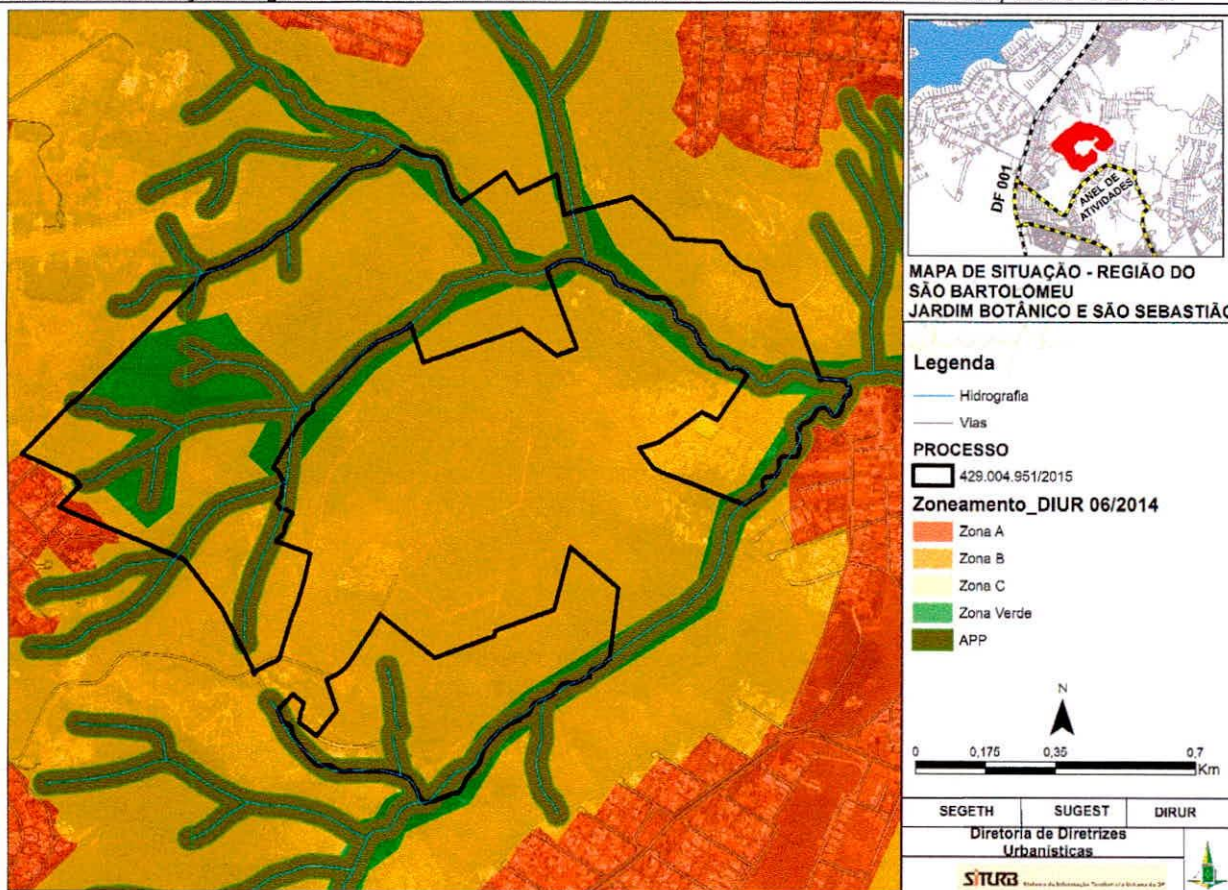 DF 001
ANEL DE
ATIVIDADES
MAPA DE SITUAÇÃO - REGIÃO DO
SÃO BARTOLOMEU
JARDIM BOTÂNICO E SÃO SEBASTIÃO
Legenda
Hidrografia
Vias
PROCESSO
429.004.951/2015
Zoneamento_DIUR 06/2014
Zona A
Zona B
Zona C
Zona Verde
APP
N
0 0,175 0,35 0,7
Km
SEGETH SUGEST DIRUR
Diretoria de Diretrizes
Urbanísticas
SITURB